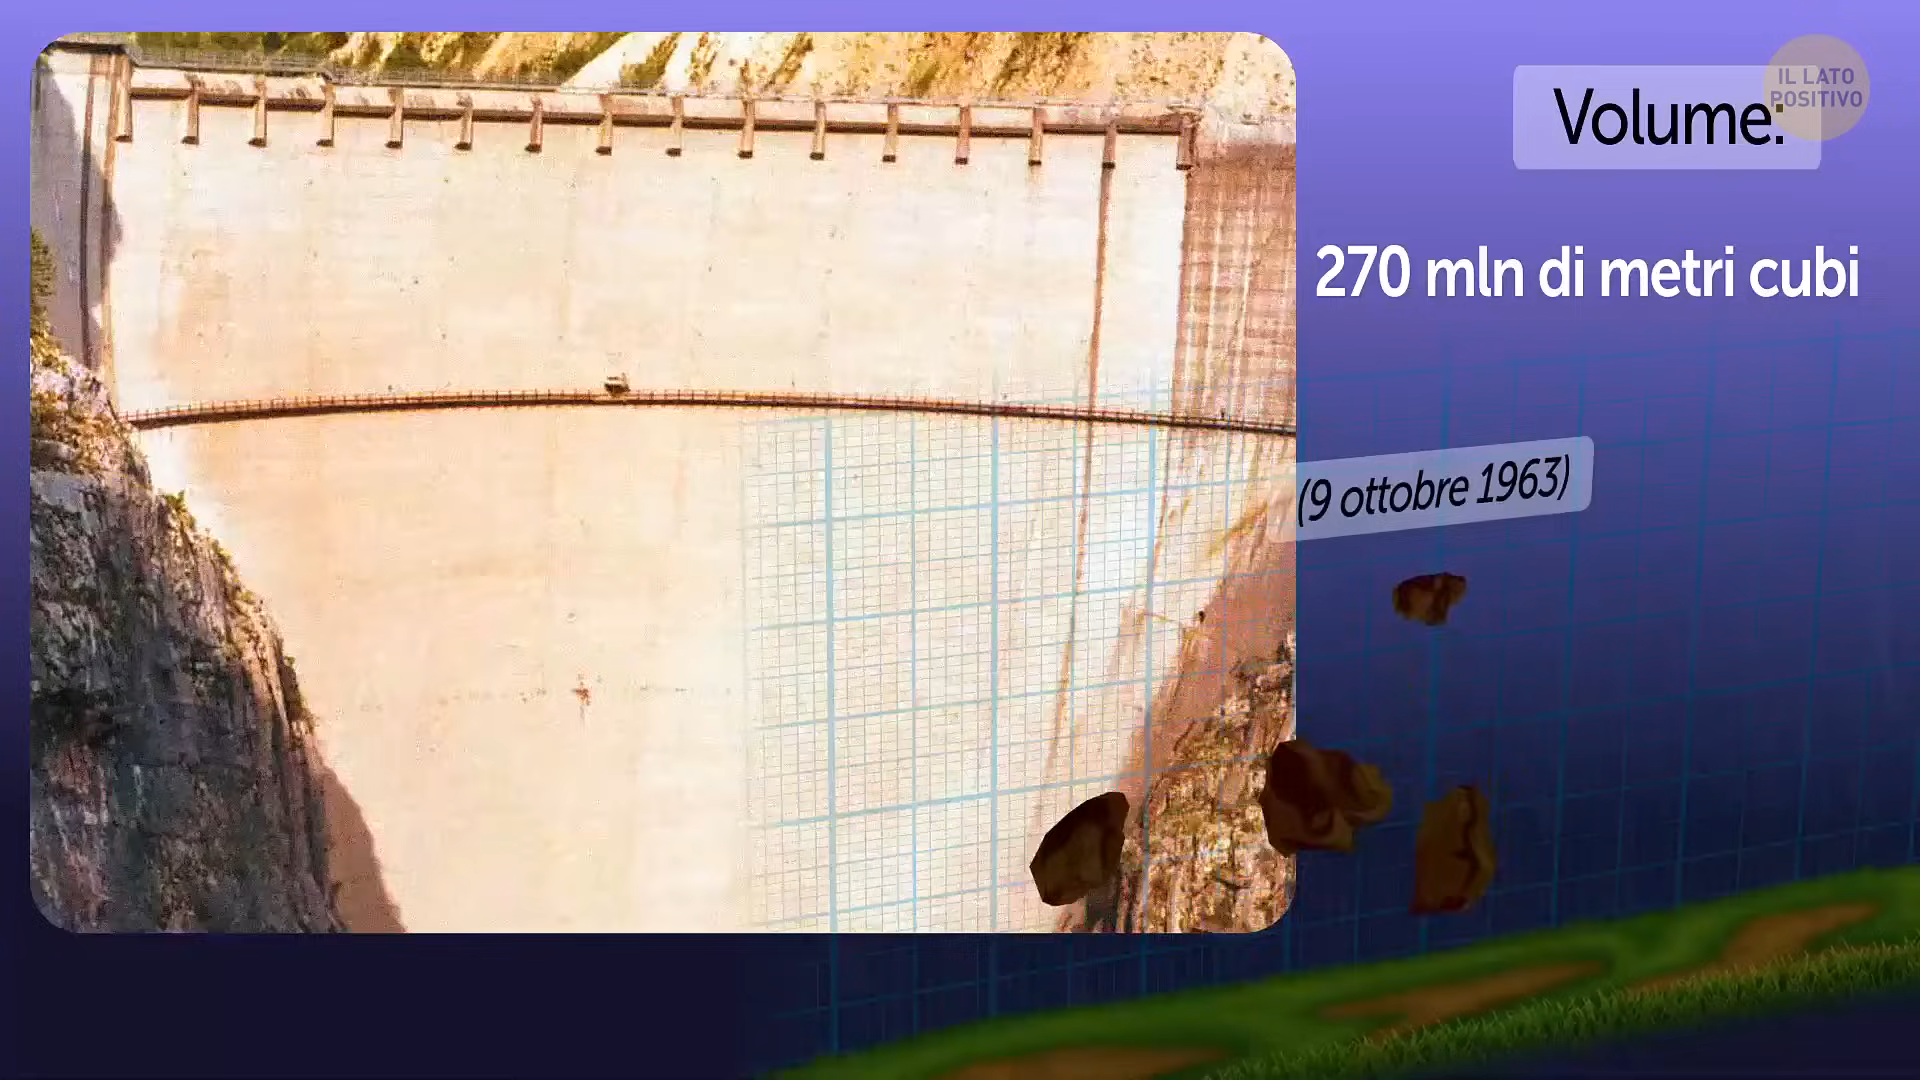 IL LATO
POSITIVO
Volume:
270 mln di metri cubi
(9 ottobre 1963)